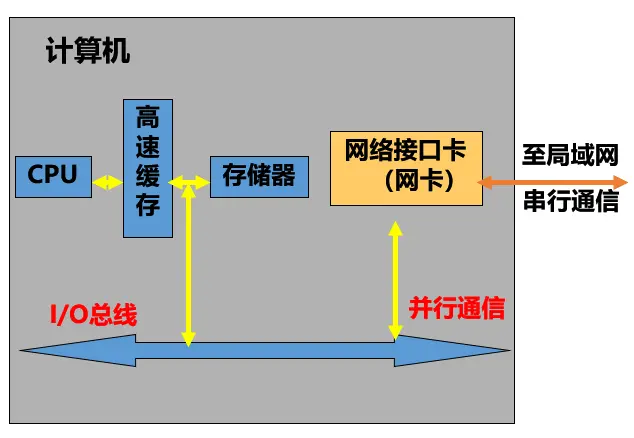 计算机
高
速
缓
存
CPU
存储器
网络接口卡
（网卡）
至局域网
串行通信
I/O总线
并行通信